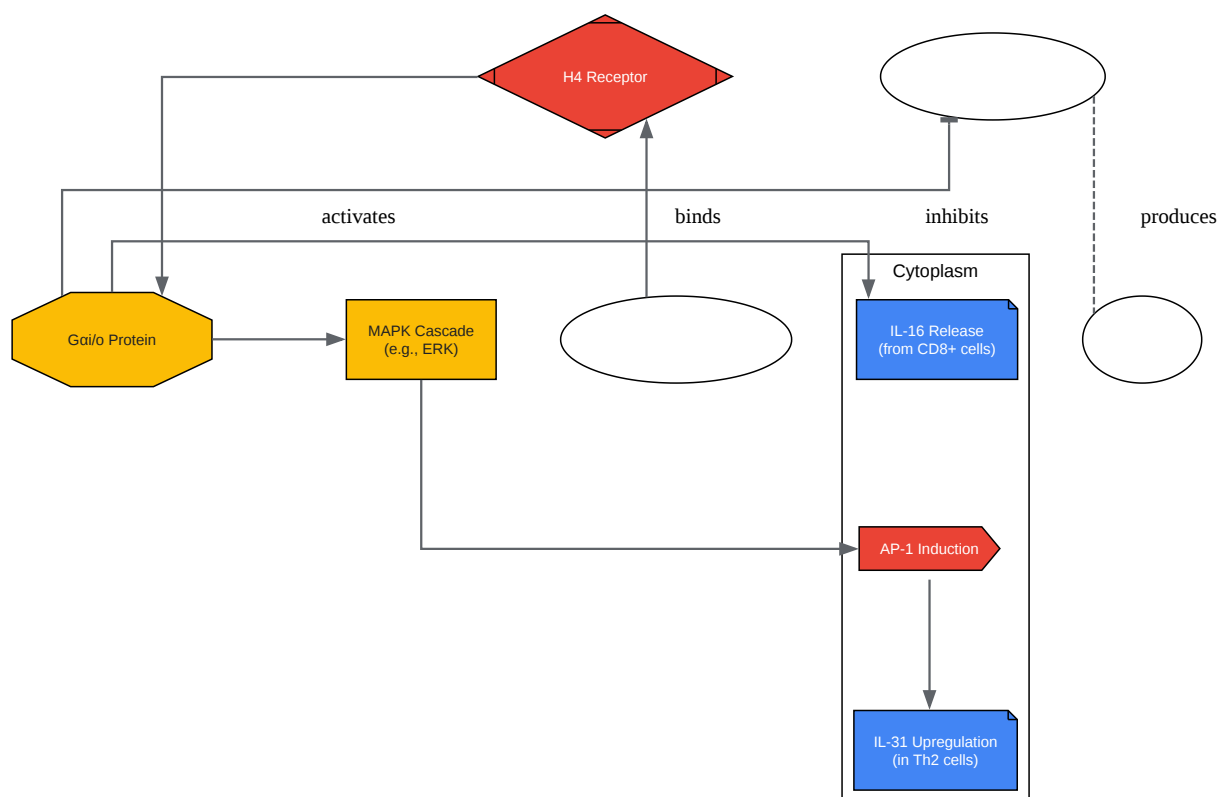 H4 Receptor
activates
binds
inhibits
produces
Cytoplasm
Gαi/o Protein
MAPK Cascade
(e.g., ERK)
IL-16 Release
(from CD8+ cells)
AP-1 Induction
IL-31 Upregulation
(in Th2 cells)